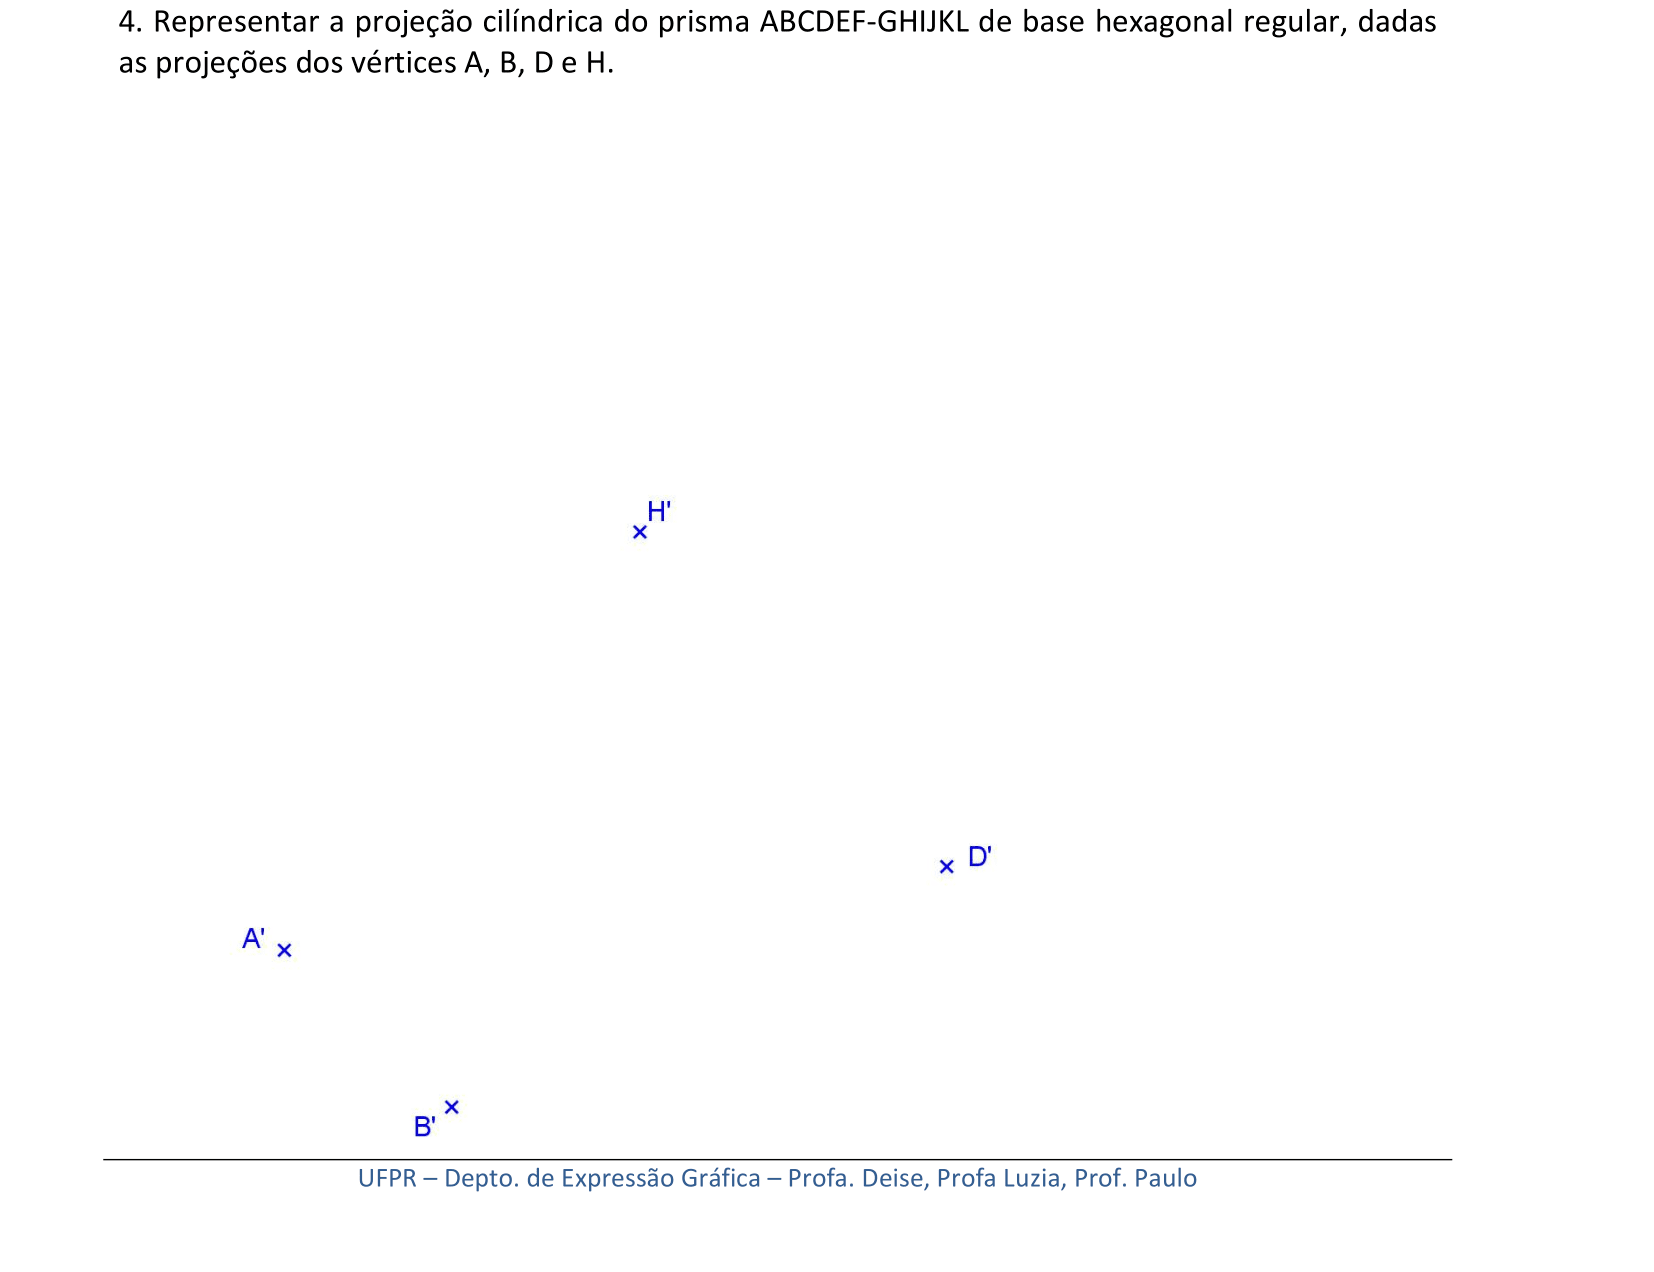 4. Representar a projeção cilíndrica do prisma ABCDEF-GHIJKL de base hexagonal regular, dadas
as projeções dos vértices A, B, D e H.
H'
D'
A'
B'
UFPR – Depto. de Expressão Gráfica – Profa. Deise, Profa Luzia, Prof. Paulo